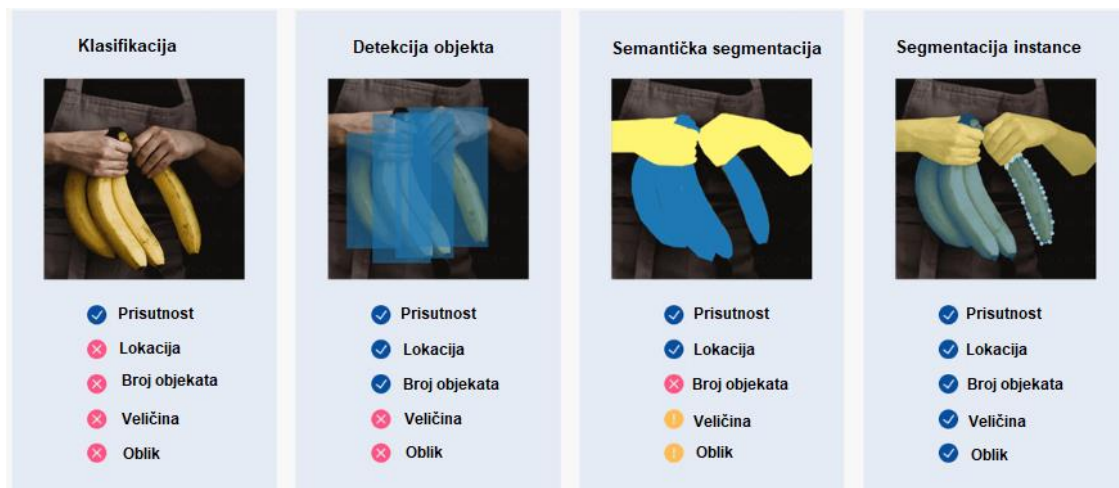 Klasifikacija
Prisutnost
Lokacija
Broj objekata
Veličina
Oblik
Detekcija objekta
Prisutnost
Lokacija
Broj objekata
Veličina
Oblik
Semantička segmentacija
Prisutnost
Lokacija
Broj objekata
Veličina
Oblik
Segmentacija instance
Prisutnost
Lokacija
Broj objekata
Veličina
Oblik